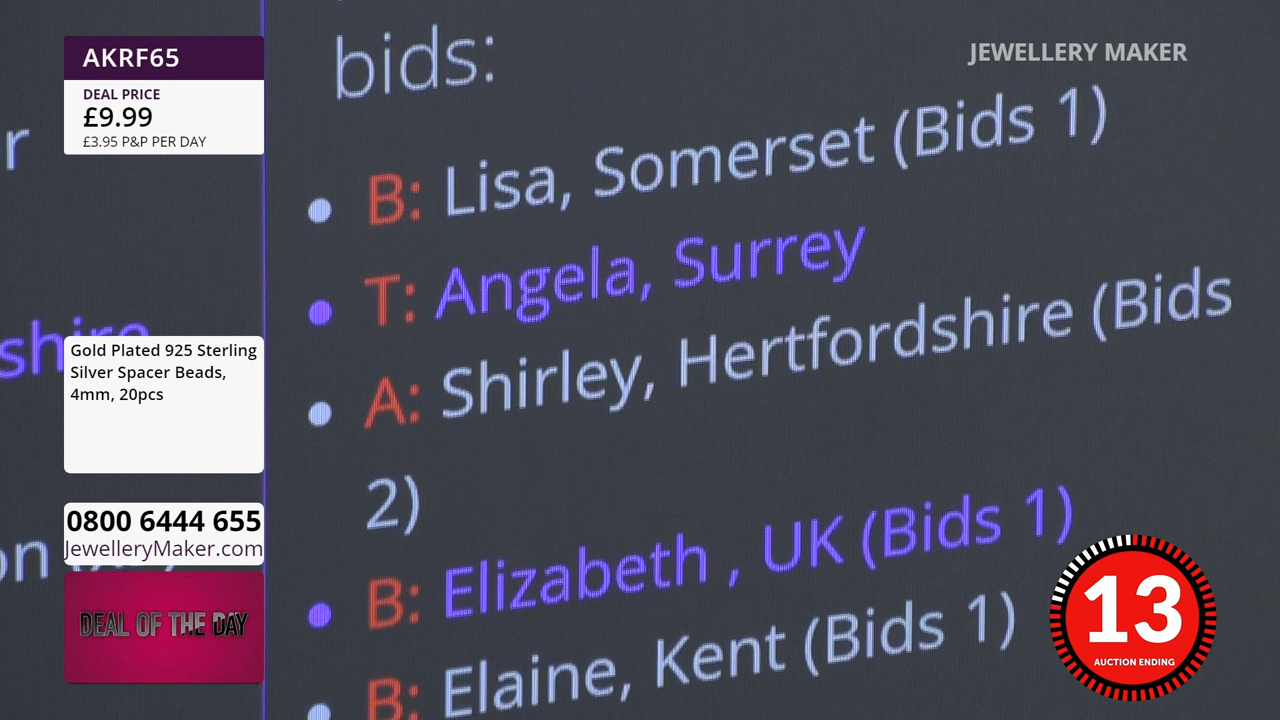 AKRF65
DEAL PRICE
£9.99
£3.95 P&P PER DAY
JEWELLERY MAKER
bids:
r
• B: Lisa, Somerset (Bids 1)
• T: Angela, Surrey
• A: Shirley, Hertfordshire (Bids
2)
• B: Elizabeth , UK (Bids 1)
• B: Elaine, Kent (Bids 1)
shire
Gold Plated 925 Sterling
Silver Spacer Beads,
4mm, 20pcs
0800 6444 655
JewelleryMaker.com
DEAL OF THE DAY
13
AUCTION ENDING